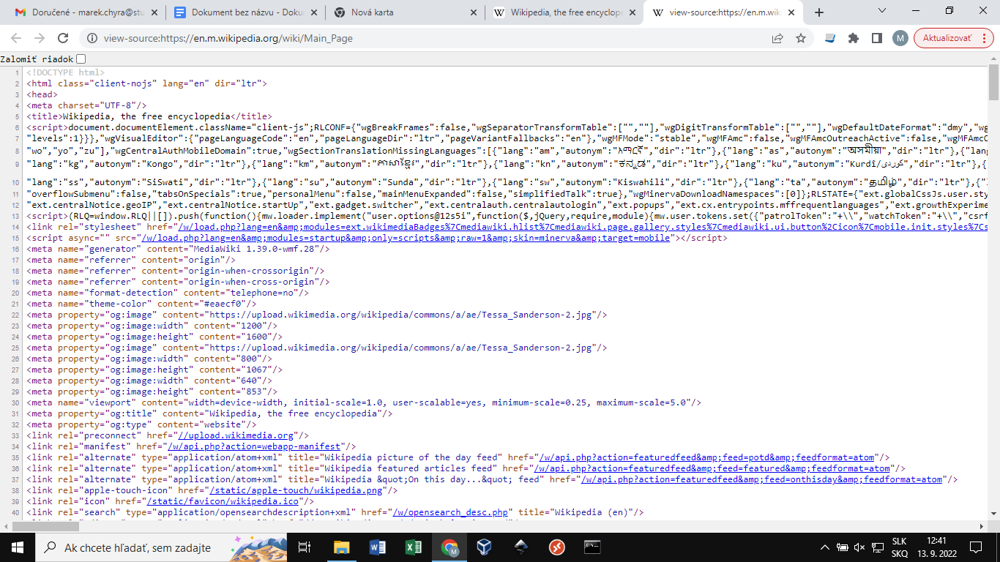 Doručené - marek.chyra@stu
Dokument bez názvu - Doku
Nová karta
Wikipedia, the free encyclope
view-source:https://en.m.wiki
view-source:https://en.m.wikipedia.org/wiki/Main_Page
M
Aktualizovať
Zalomiť riadok
1 <!DOCTYPE html>
2 <html class="client-nojs" lang="en" dir="ltr">
3 <head>
4 <meta charset="UTF-8"/>
5 <title>Wikipedia, the free encyclopedia</title>
6 <script>document.documentElement.className="client-js";RLCONF={"wgBreakFrames":false,"wgSeparatorTransformTable":["",""],"wgDigitTransformTable":["",""],"wgDefaultDateFormat":"dmy","wg
7 "levels":1}}},"wgVisualEditor":{"pageLanguageCode":"en","pageLanguageDir":"ltr","pageVariantFallbacks":"en"},"wgMFMode":"stable","wgMFAmc":false,"wgMFAmcOutreachActive":false,"wgMFAmcO
8 "wo","yo","zu"],"wgCentralAuthMobileDomain":true,"wgSectionTranslationMissingLanguages":[{"lang":"am","autonym":"አማርኛ","dir":"ltr"},{"lang":"as","autonym":"অসমীয়া","dir":"ltr"},{"lang
9 "lang":"kg","autonym":"Kongo","dir":"ltr"},{"lang":"km","autonym":"ភាសាខ្មែរ","dir":"ltr"},{"lang":"kn","autonym":"ಕನ್ನಡ","dir":"ltr"},{"lang":"ku","autonym":"Kurdî/كوردی","dir":"ltr"},{
10 "lang":"ss","autonym":"SiSwati","dir":"ltr"},{"lang":"su","autonym":"Sunda","dir":"ltr"},{"lang":"sw","autonym":"Kiswahili","dir":"ltr"},{"lang":"ta","autonym":"தமிழ்","dir":"ltr"},{"l
11 "overflowSubmenu":false,"tabsOnSpecials":true,"personalMenu":false,"mainMenuExpanded":false,"simplifiedTalk":true},"wgMinervaDownloadNamespaces":[0]};RLSTATE={"ext.globalCssJs.user.sty
12 "ext.centralNotice.geoIP","ext.centralNotice.startUp","ext.gadget.switcher","ext.centralauth.centralautologin","ext.popups","ext.cx.entrypoints.mffrequentlanguages","ext.growthExperime
13 <script>(RLQ=window.RLQ||[]).push(function(){mw.loader.implement("user.options@12s5i",function($,jQuery,require,module){mw.user.tokens.set({"patrolToken":"+\\","watchToken":"+\\","csrf
14 <link rel="stylesheet" href="/w/load.php?lang=en&amp;modules=ext.wikimediaBadges%7Cmediawiki.hlist%7Cmediawiki.page.gallery.styles%7Cmediawiki.ui.button%2Cicon%7Cmobile.init.styles%7Cs
15 <script async="" src="/w/load.php?lang=en&amp;modules=startup&amp;only=scripts&amp;raw=1&amp;skin=minerva&amp;target=mobile"></script>
16 <meta name="generator" content="MediaWiki 1.39.0-wmf.28"/>
17 <meta name="referrer" content="origin"/>
18 <meta name="referrer" content="origin-when-crossorigin"/>
19 <meta name="referrer" content="origin-when-cross-origin"/>
20 <meta name="format-detection" content="telephone=no"/>
21 <meta name="theme-color" content="#eaecf0"/>
22 <meta property="og:image" content="https://upload.wikimedia.org/wikipedia/commons/a/ae/Tessa_Sanderson-2.jpg"/>
23 <meta property="og:image:width" content="1200"/>
24 <meta property="og:image:height" content="1600"/>
25 <meta property="og:image" content="https://upload.wikimedia.org/wikipedia/commons/a/ae/Tessa_Sanderson-2.jpg"/>
26 <meta property="og:image:width" content="800"/>
27 <meta property="og:image:height" content="1067"/>
28 <meta property="og:image:width" content="640"/>
29 <meta property="og:image:height" content="853"/>
30 <meta name="viewport" content="width=device-width, initial-scale=1.0, user-scalable=yes, minimum-scale=0.25, maximum-scale=5.0"/>
31 <meta property="og:title" content="Wikipedia, the free encyclopedia"/>
32 <meta property="og:type" content="website"/>
33 <link rel="preconnect" href="//upload.wikimedia.org"/>
34 <link rel="manifest" href="/w/api.php?action=webapp-manifest"/>
35 <link rel="alternate" type="application/atom+xml" title="Wikipedia picture of the day feed" href="/w/api.php?action=featuredfeed&amp;feed=potd&amp;feedformat=atom"/>
36 <link rel="alternate" type="application/atom+xml" title="Wikipedia featured articles feed" href="/w/api.php?action=featuredfeed&amp;feed=featured&amp;feedformat=atom"/>
37 <link rel="alternate" type="application/atom+xml" title="Wikipedia &quot;On this day...&quot; feed" href="/w/api.php?action=featuredfeed&amp;feed=onthisday&amp;feedformat=atom"/>
38 <link rel="apple-touch-icon" href="/static/apple-touch/wikipedia.png"/>
39 <link rel="icon" href="/static/favicon/wikipedia.ico"/>
40 <link rel="search" type="application/opensearchdescription+xml" href="/w/opensearch_desc.php" title="Wikipedia (en)"/>
Ak chcete hľadať, sem zadajte
SLK
SKQ
12:41
13. 9. 2022